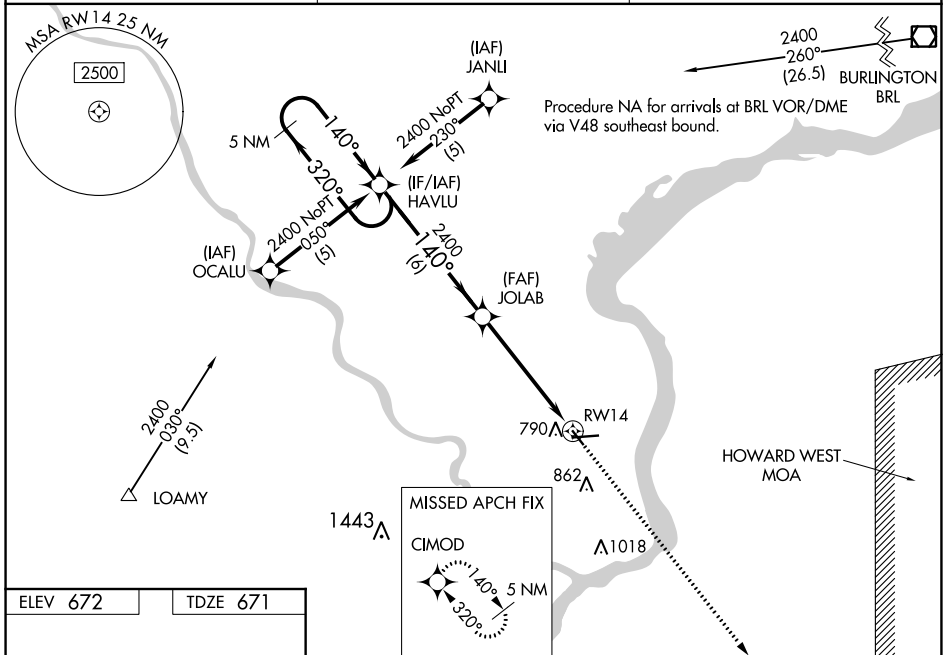 MSA RW14 25 NM
2500
(IAF)
JANLI
2400
260°
(26.5)
BURLINGTON
BRL
Procedure NA for arrivals at BRL VOR/DME
via V48 southeast bound.
5 NM
140°
320°
2400 NoPT
230°
(5)
(IF/IAF)
HAVLU
2400 NoPT
050°
(5)
(IAF)
OCALU
2400
140°
(6)
(FAF)
JOLAB
2400
030°
(9.5)
LOAMY
790
RW14
862
HOWARD WEST
MOA
1443
1018
MISSED APCH FIX
CIMOD
140°
320°
5 NM
ELEV 672
TDZE 671